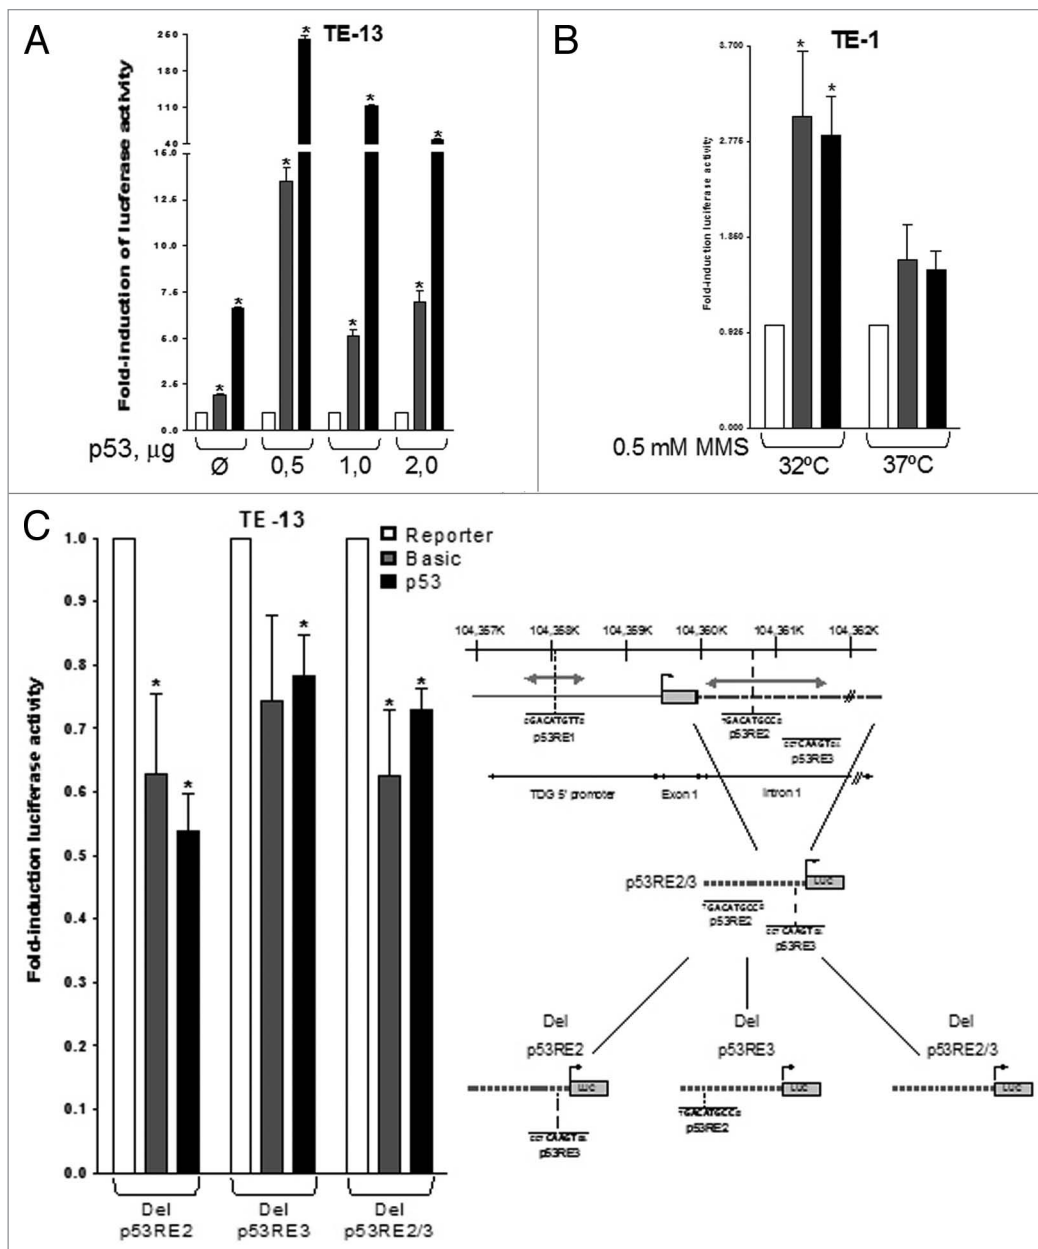 A
TE-13
Fold-induction of luciferase activity
260
180
110
40
15.0
12.6
10.0
7.6
5.0
2.6
0.0
p53, µg
Ø
0,5
1,0
2,0
B
TE-1
Fold-induction luciferase activity
3.700
2.775
1.850
0.925
0.000
0.5 mM MMS
32ºC
37ºC
C
TE -13
Fold-induction luciferase activity
1.0
0.9
0.8
0.7
0.6
0.5
0.4
0.3
0.2
0.1
0.0
Reporter
Basic
p53
Del
p53RE2
Del
p53RE3
Del
p53RE2/3
104,357K 104,358K 104,359K 104,360K 104,361K 104,362K
p53RE1
p53RE2
p53RE3
TDG 5' promoter
Exon 1
Intron 1
p53RE2/3
LUC
p53RE2
p53RE3
Del
p53RE2
LUC
p53RE3
Del
p53RE3
LUC
p53RE2
Del
p53RE2/3
LUC